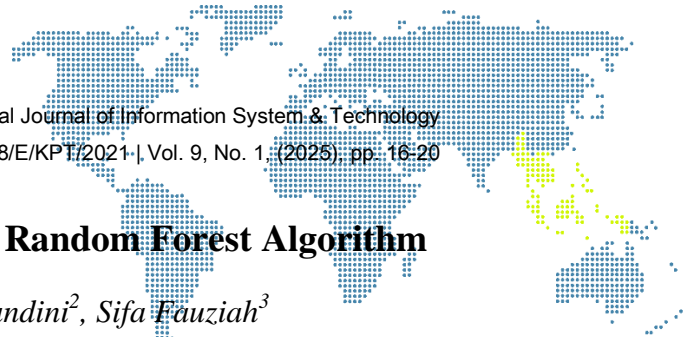 al Journal of Information System & Technology
8/E/KPT/2021 | Vol. 9, No. 1, (2025), pp. 16-20
Random Forest Algorithm
ndini2, Sifa Fauziah3